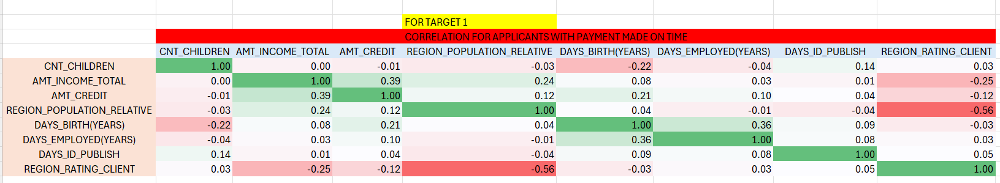 FOR TARGET 1
CORRELATION FOR APPLICANTS WITH PAYMENT MADE ON TIME
CNT_CHILDREN AMT_INCOME_TOTAL AMT_CREDIT REGION_POPULATION_RELATIVE DAYS_BIRTH(YEARS) DAYS_EMPLOYED(YEARS) DAYS_ID_PUBLISH REGION_RATING_CLIENT
CNT_CHILDREN 1.00 0.00 -0.01 -0.03 -0.22 -0.04 0.14 0.03
AMT_INCOME_TOTAL 0.00 1.00 0.39 0.24 0.08 0.03 0.01 -0.25
AMT_CREDIT -0.01 0.39 1.00 0.12 0.21 0.10 0.04 -0.12
REGION_POPULATION_RELATIVE -0.03 0.24 0.12 1.00 0.04 -0.01 -0.04 -0.56
DAYS_BIRTH(YEARS) -0.22 0.08 0.21 0.04 1.00 0.36 0.09 -0.03
DAYS_EMPLOYED(YEARS) -0.04 0.03 0.10 -0.01 0.36 1.00 0.08 0.03
DAYS_ID_PUBLISH 0.14 0.01 0.04 -0.04 0.09 0.08 1.00 0.05
REGION_RATING_CLIENT 0.03 -0.25 -0.12 -0.56 -0.03 0.03 0.05 1.00